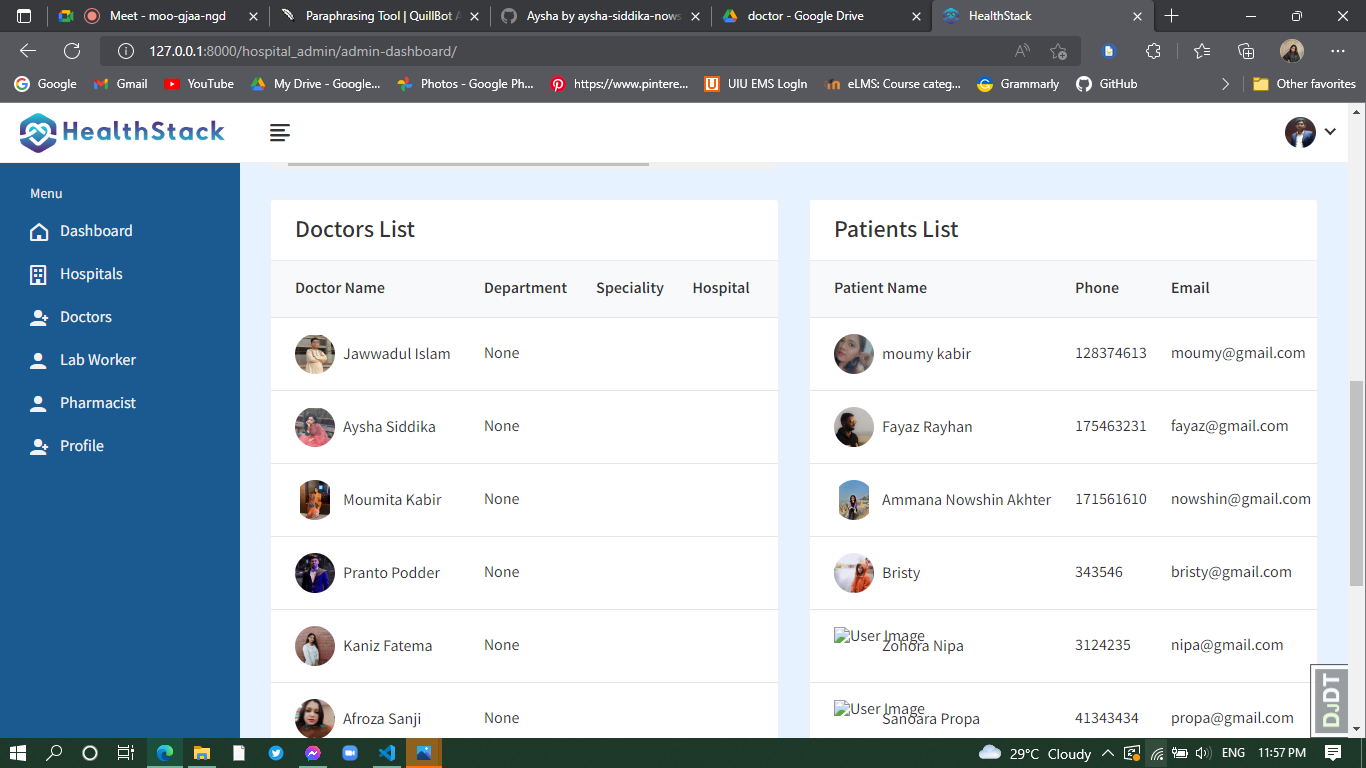 Meet - moo-gjaa-ngd
Paraphrasing Tool | QuillBot A
Aysha by aysha-siddika-nows
doctor - Google Drive
HealthStack
127.0.0.1:8000/hospital_admin/admin-dashboard/
Google
Gmail
YouTube
My Drive - Google...
Photos - Google Ph...
https://www.pintere...
UIU EMS LogIn
eLMS: Course categ...
Grammarly
GitHub
Other favorites
HealthStack
Menu
Dashboard
Hospitals
Doctors
Lab Worker
Pharmacist
Profile
Doctors List
Doctor Name Department Speciality Hospital
Jawwadul Islam None
Aysha Siddika None
Moumita Kabir None
Pranto Podder None
Kaniz Fatema None
Afroza Sanji None
Patients List
Patient Name Phone Email
moumy kabir 128374613 moumy@gmail.com
Fayaz Rayhan 175463231 fayaz@gmail.com
Ammana Nowshin Akhter 171561610 nowshin@gmail.com
Bristy 343546 bristy@gmail.com
User Image
Zohora Nipa 3124235 nipa@gmail.com
User Image
Sanoara Propa 41343434 propa@gmail.com
DJDT
29°C Cloudy
ENG
11:57 PM